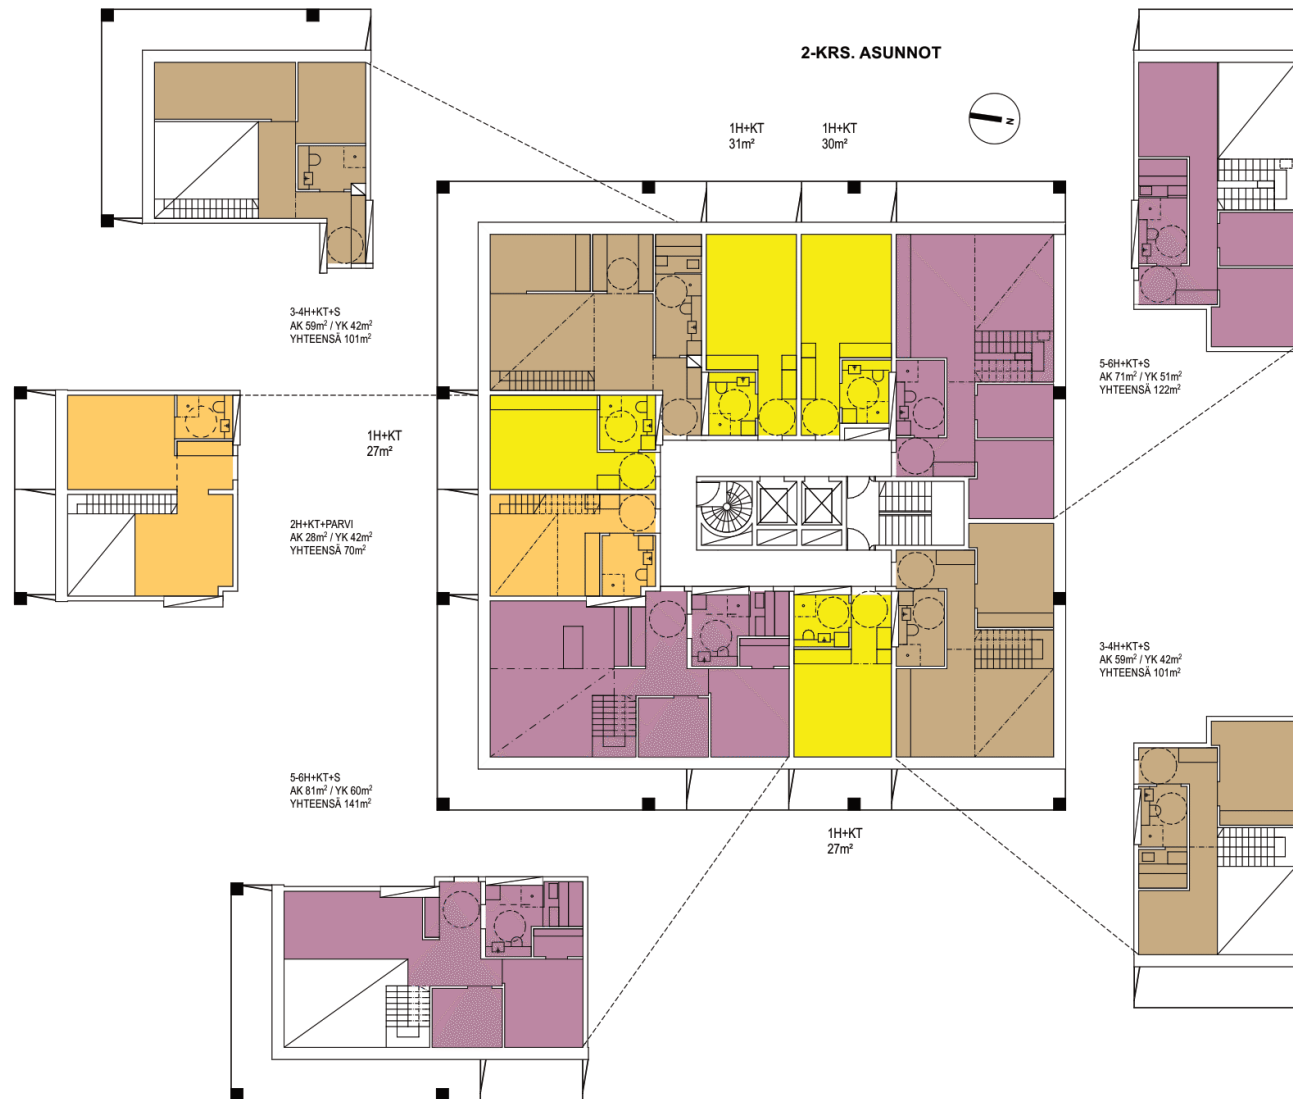 2-KRS. ASUNNOT
N
1H+KT
31m²
1H+KT
30m²
3-4H+KT+S
AK 59m² / YK 42m²
YHTEENSÄ 101m²
5-6H+KT+S
AK 71m² / YK 51m²
YHTEENSÄ 122m²
1H+KT
27m²
2H+KT+PARVI
AK 28m² / YK 42m²
YHTEENSÄ 70m²
3-4H+KT+S
AK 59m² / YK 42m²
YHTEENSÄ 101m²
5-6H+KT+S
AK 81m² / YK 60m²
YHTEENSÄ 141m²
1H+KT
27m²